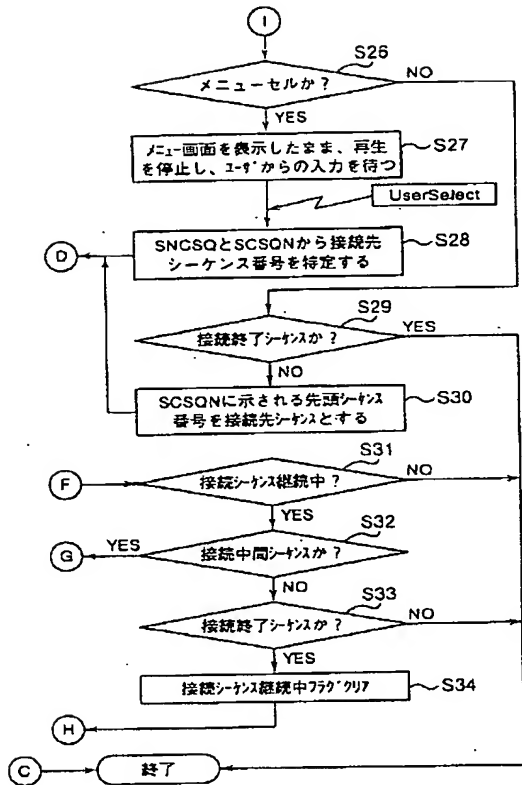 I
S26
メニューセルか?
NO
YES
メニュー画面を表示したまま、再生
を停止し、ユーザからの入力を待つ
S27
UserSelect
SNCSQとSCSQNから接続先
シーケンス番号を特定する
S28
D
S29
接続終了シーケンスか?
YES
NO
SCSQNに示される先頭シーケンス
番号を接続先シーケンスとする
S30
S31
F
接続シーケンス継続中?
NO
YES
S32
G
YES
接続中間シーケンスか?
NO
S33
接続終了シーケンスか?
NO
YES
接続シーケンス継続中フラグクリア
S34
H
C
終了